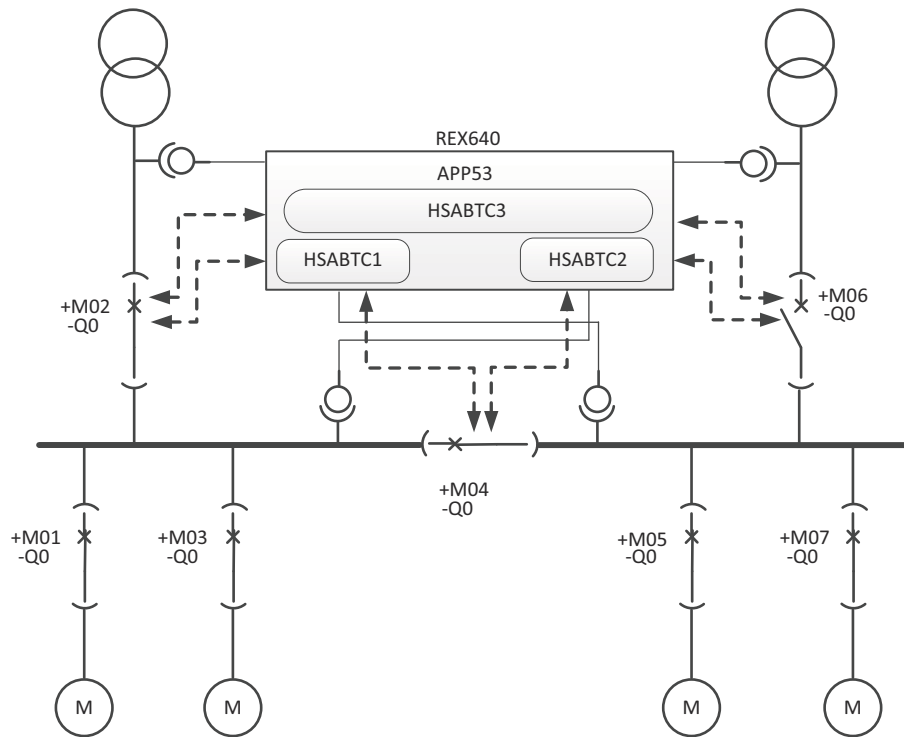 REX640
APP53
HSABTC3
HSABTC1
HSABTC2
+M02
-Q0
+M06
-Q0
+M04
-Q0
+M01
-Q0
+M03
-Q0
+M05
-Q0
+M07
-Q0
M
M
M
M